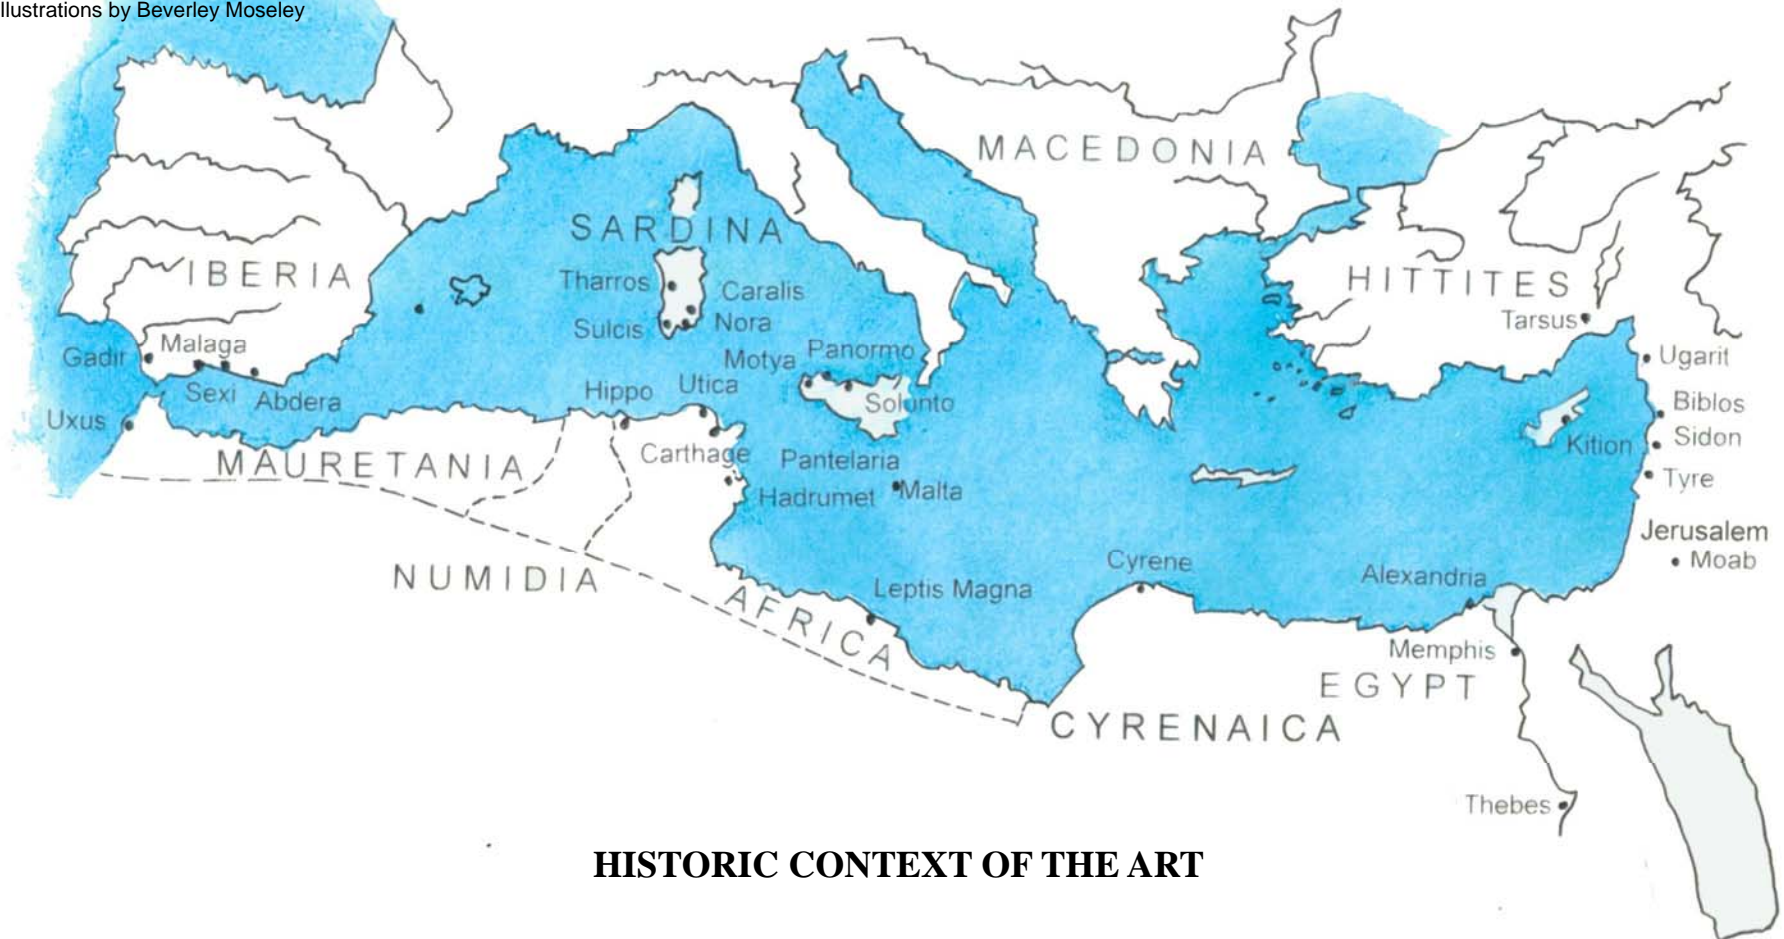 llustrations by Beverley Moseley
MACEDONIA
SARDINA
IBERIA
HITTITES
Tharros
Caralis
Sulcis
Nora
Tarsus
Gadir
Malaga
Motya
Panormo
Ugarit
Sexi
Abdera
Hippo
Utica
Solunto
Biblos
Uxus
Kition
Sidon
MAURETANIA
Carthage
Pantelaria
Tyre
Hadrumet
Malta
Jerusalem
Moab
NUMIDIA
Cyrene
Alexandria
AFRICA
Leptis Magna
Memphis
EGYPT
CYRENAICA
Thebes
HISTORIC CONTEXT OF THE ART